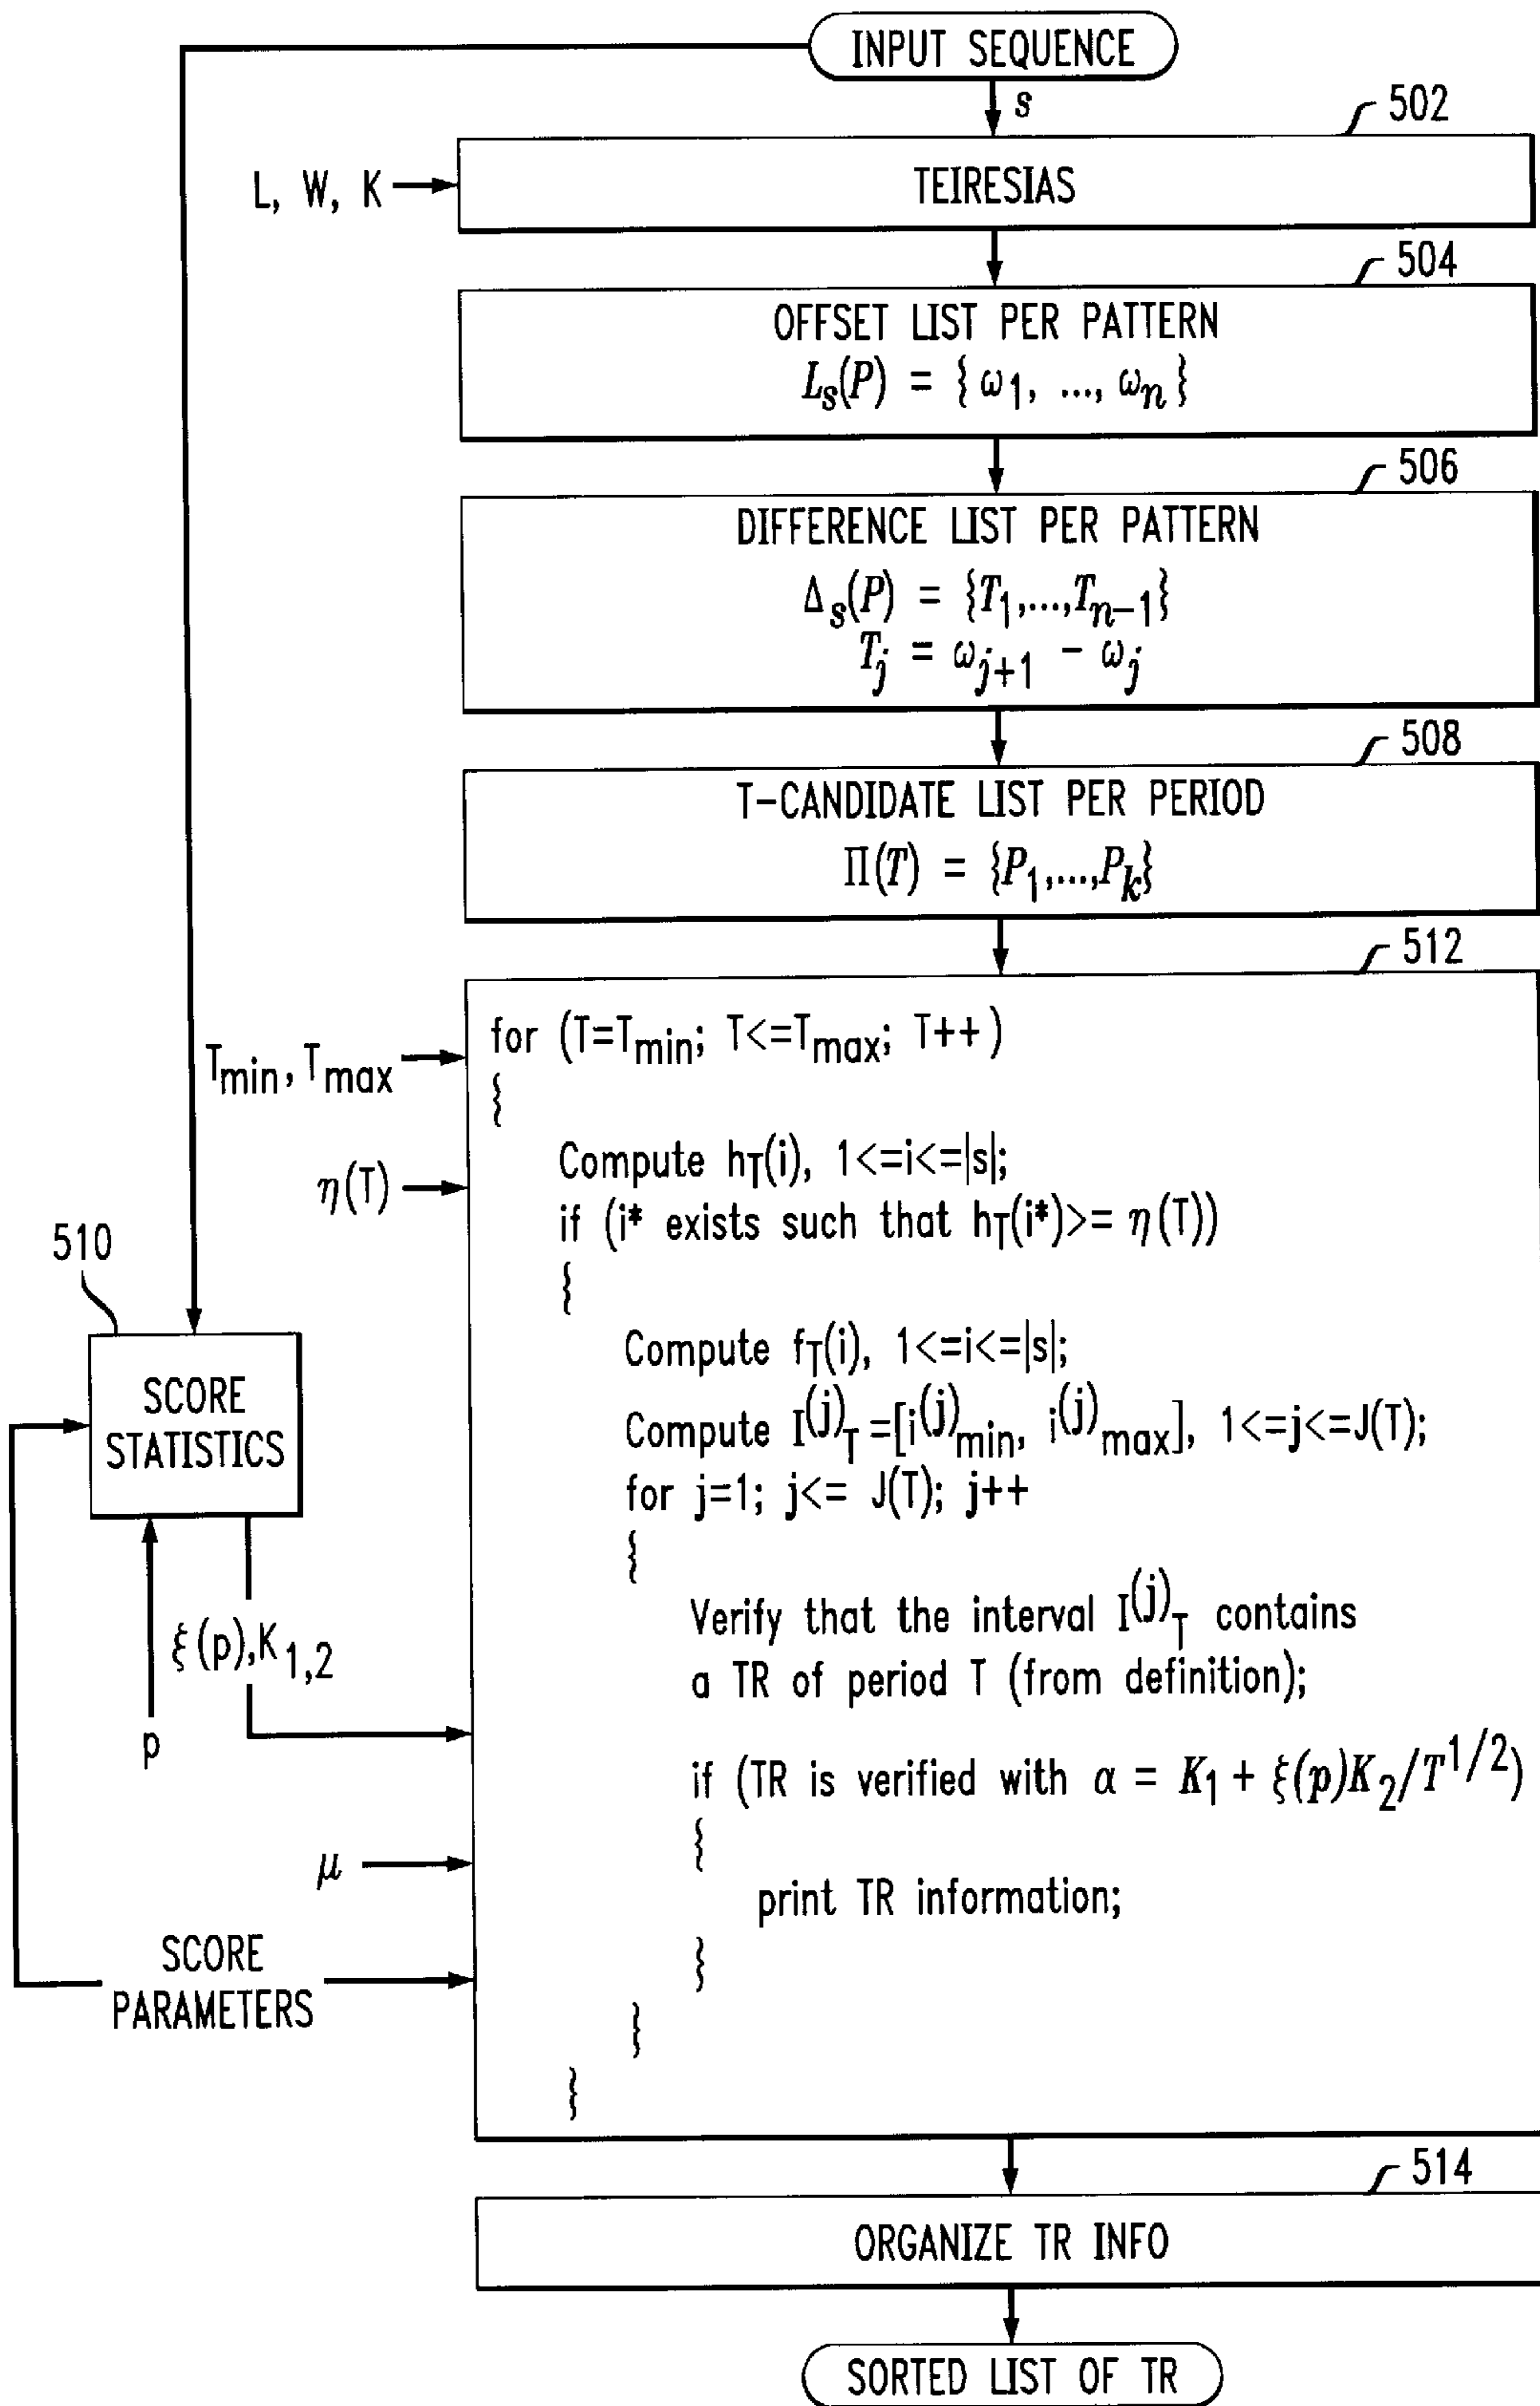 INPUT SEQUENCE
s
502
L, W, K
TEIRESIAS
504
OFFSET LIST PER PATTERN
L_s(P) = { ω_1, ..., ω_n }
506
DIFFERENCE LIST PER PATTERN
Δ_s(P) = {T_1,...,T_{n-1}}
T_j = ω_{j+1} - ω_j
508
T-CANDIDATE LIST PER PERIOD
Π(T) = {P_1,...,P_k}
512
T_min, T_max
for (T=T_min; T<=T_max; T++)
{
η(T)
Compute h_T(i), 1<=i<=|s|;
if (i* exists such that h_T(i*)>= η(T))
{
510
SCORE
STATISTICS
Compute f_T(i), 1<=i<=|s|;
Compute I^(j)_T=[i^(j)_min, i^(j)_max], 1<=j<=J(T);
for j=1; j<= J(T); j++
{
Verify that the interval I^(j)_T contains
a TR of period T (from definition);
ξ(p),K_1,2
p
if (TR is verified with α = K_1 + ξ(p)K_2/T^1/2)
{
μ
print TR information;
}
SCORE
PARAMETERS
}
}
514
ORGANIZE TR INFO
SORTED LIST OF TR